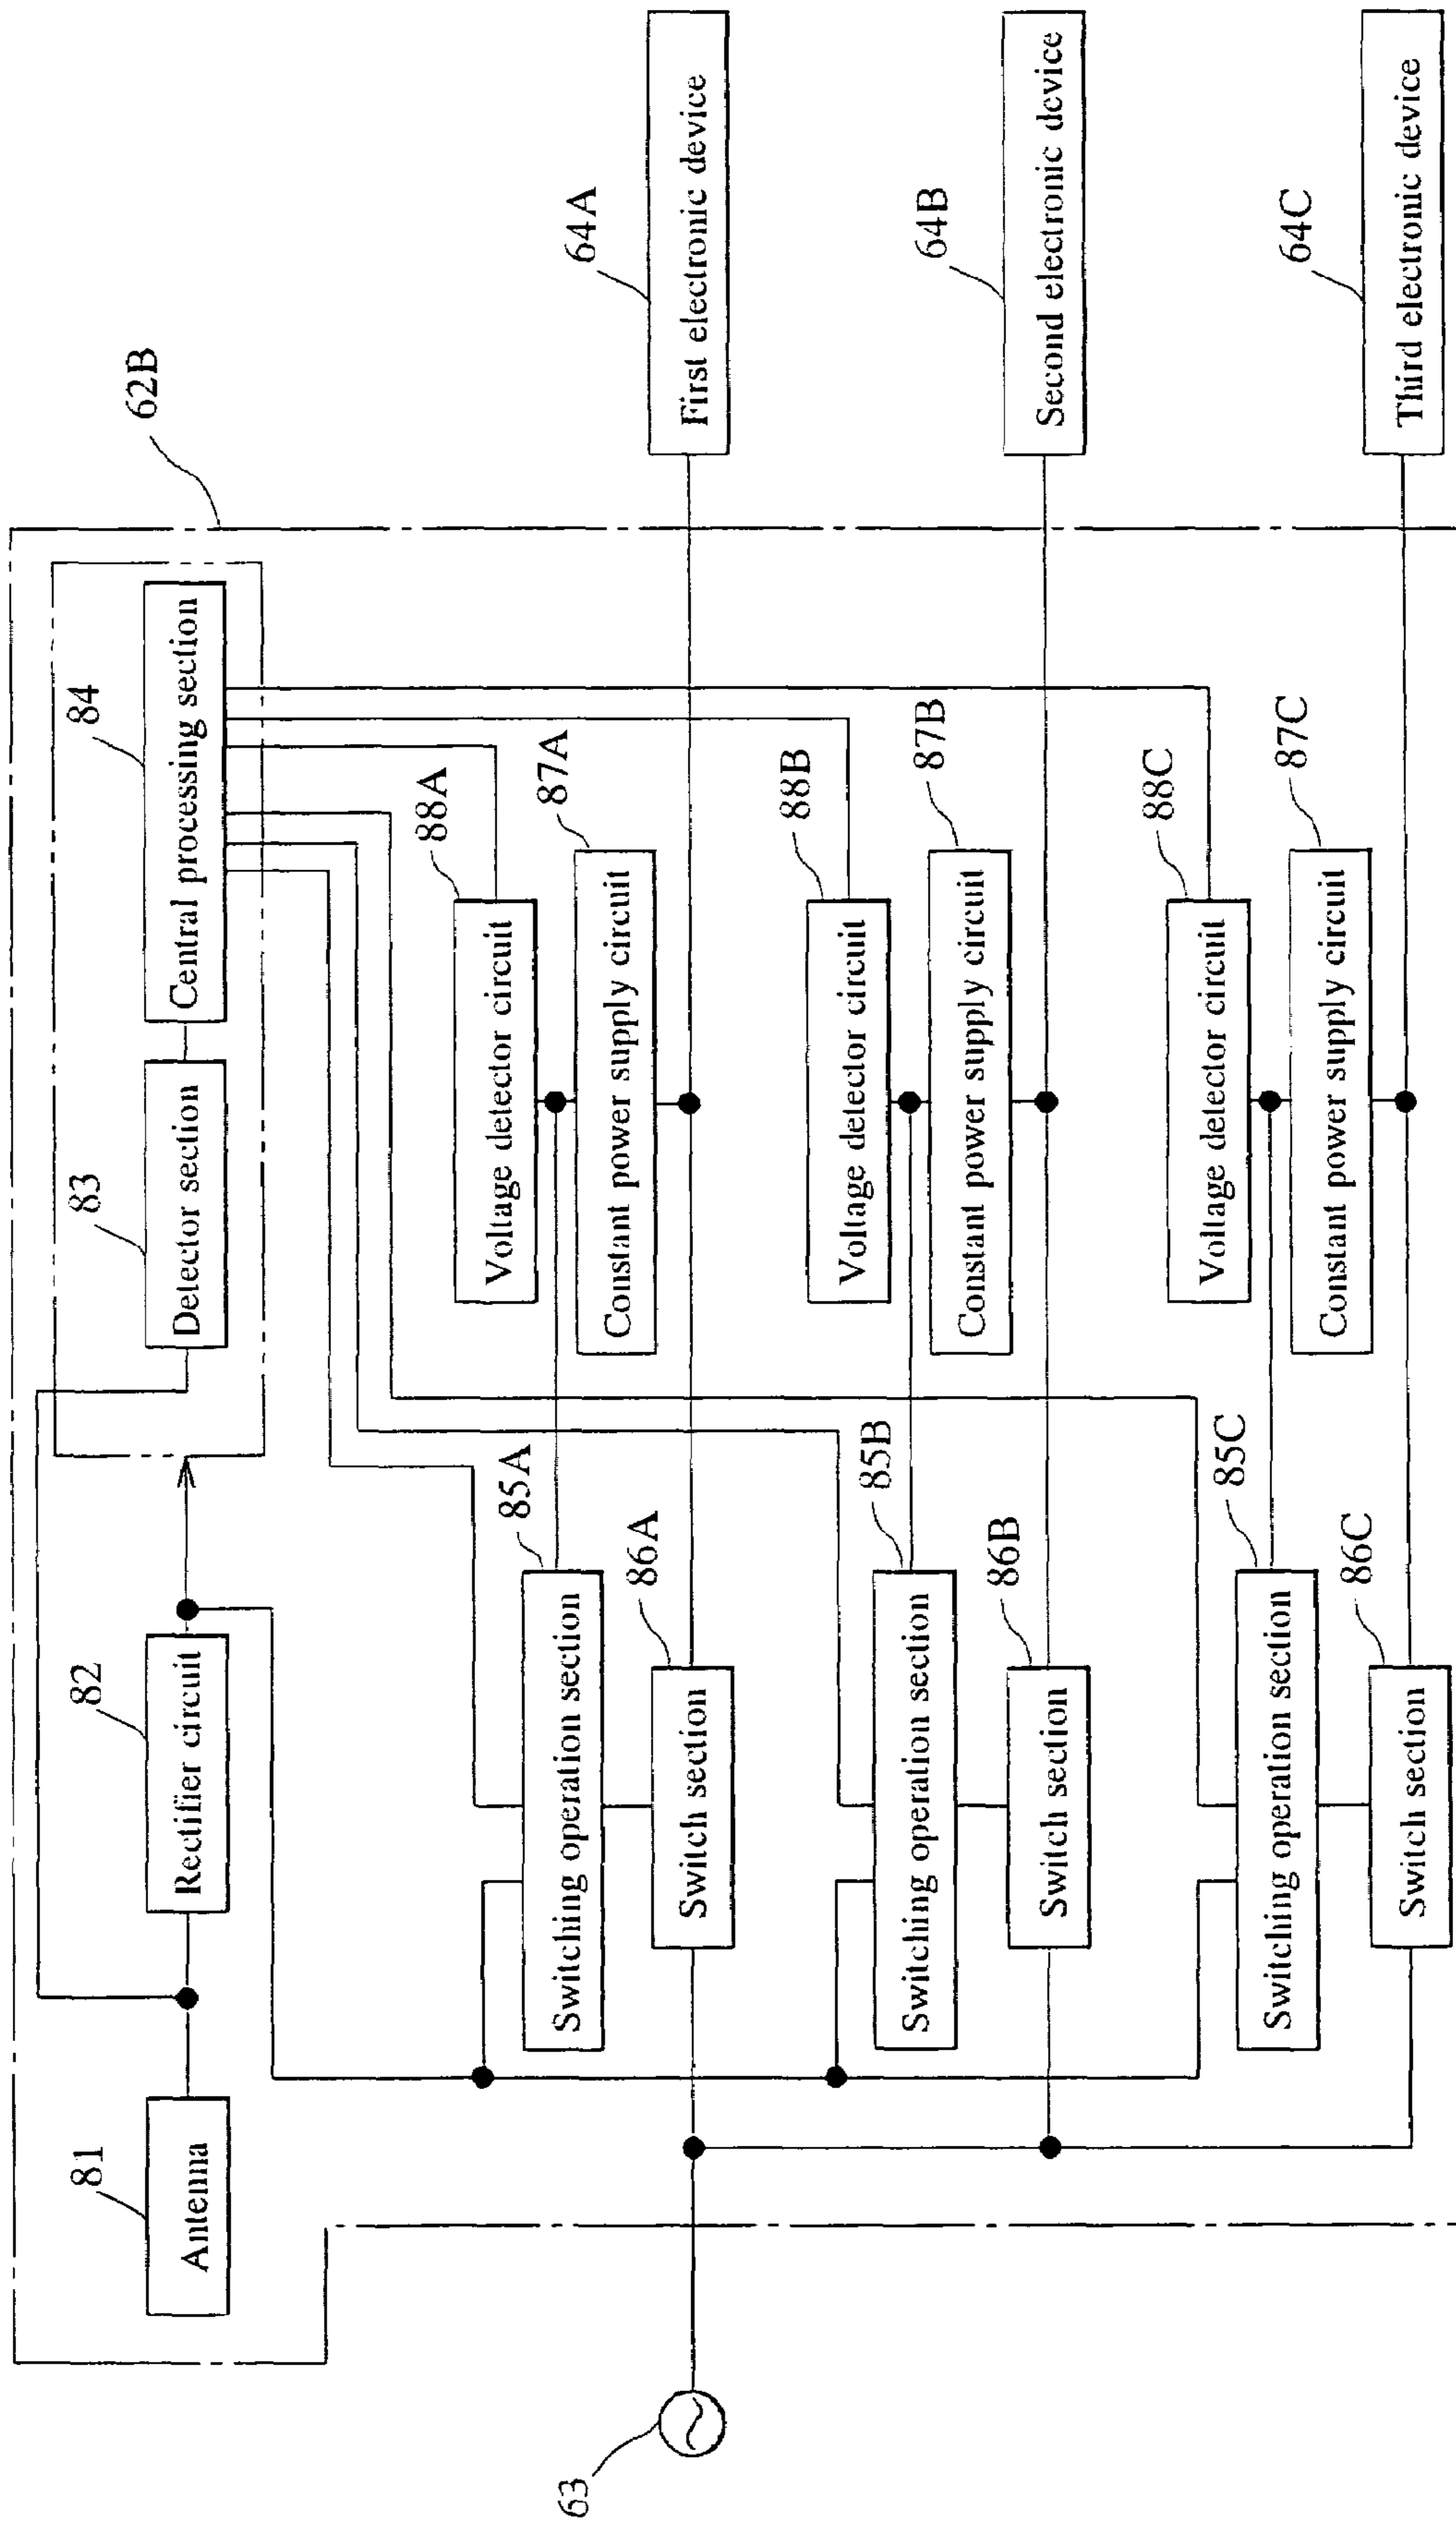 62B
81
82
83
84
Antenna
Rectifier circuit
Detector section
Central processing section
88A
85A
Voltage detector circuit
87A
Switching operation section
Constant power supply circuit
86A
64A
63
Switch section
First electronic device
88B
85B
Voltage detector circuit
87B
Switching operation section
Constant power supply circuit
86B
64B
Switch section
Second electronic device
88C
85C
Voltage detector circuit
87C
Switching operation section
Constant power supply circuit
86C
64C
Switch section
Third electronic device